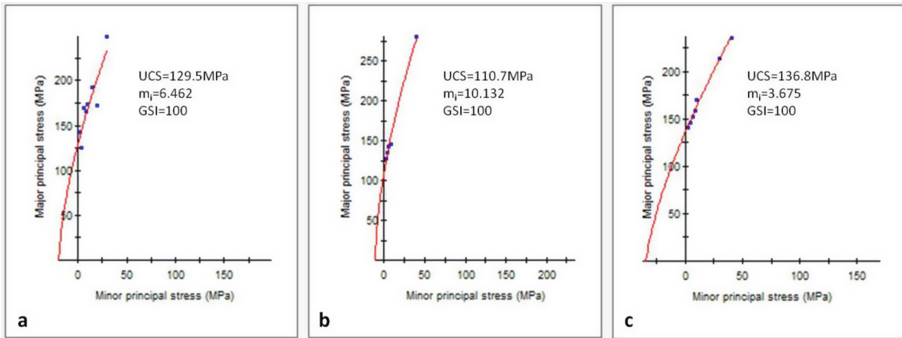 200
150
100
50
0
50
100
150
Major principal stress (MPa)
Minor principal stress (MPa)
UCS=129.5MPa
mi=6.462
GSI=100
a
250
200
150
100
50
0
50
100
150
200
Major principal stress (MPa)
Minor principal stress (MPa)
UCS=110.7MPa
mi=10.132
GSI=100
b
200
150
100
50
0
50
100
150
Major principal stress (MPa)
Minor principal stress (MPa)
UCS=136.8MPa
mi=3.675
GSI=100
c